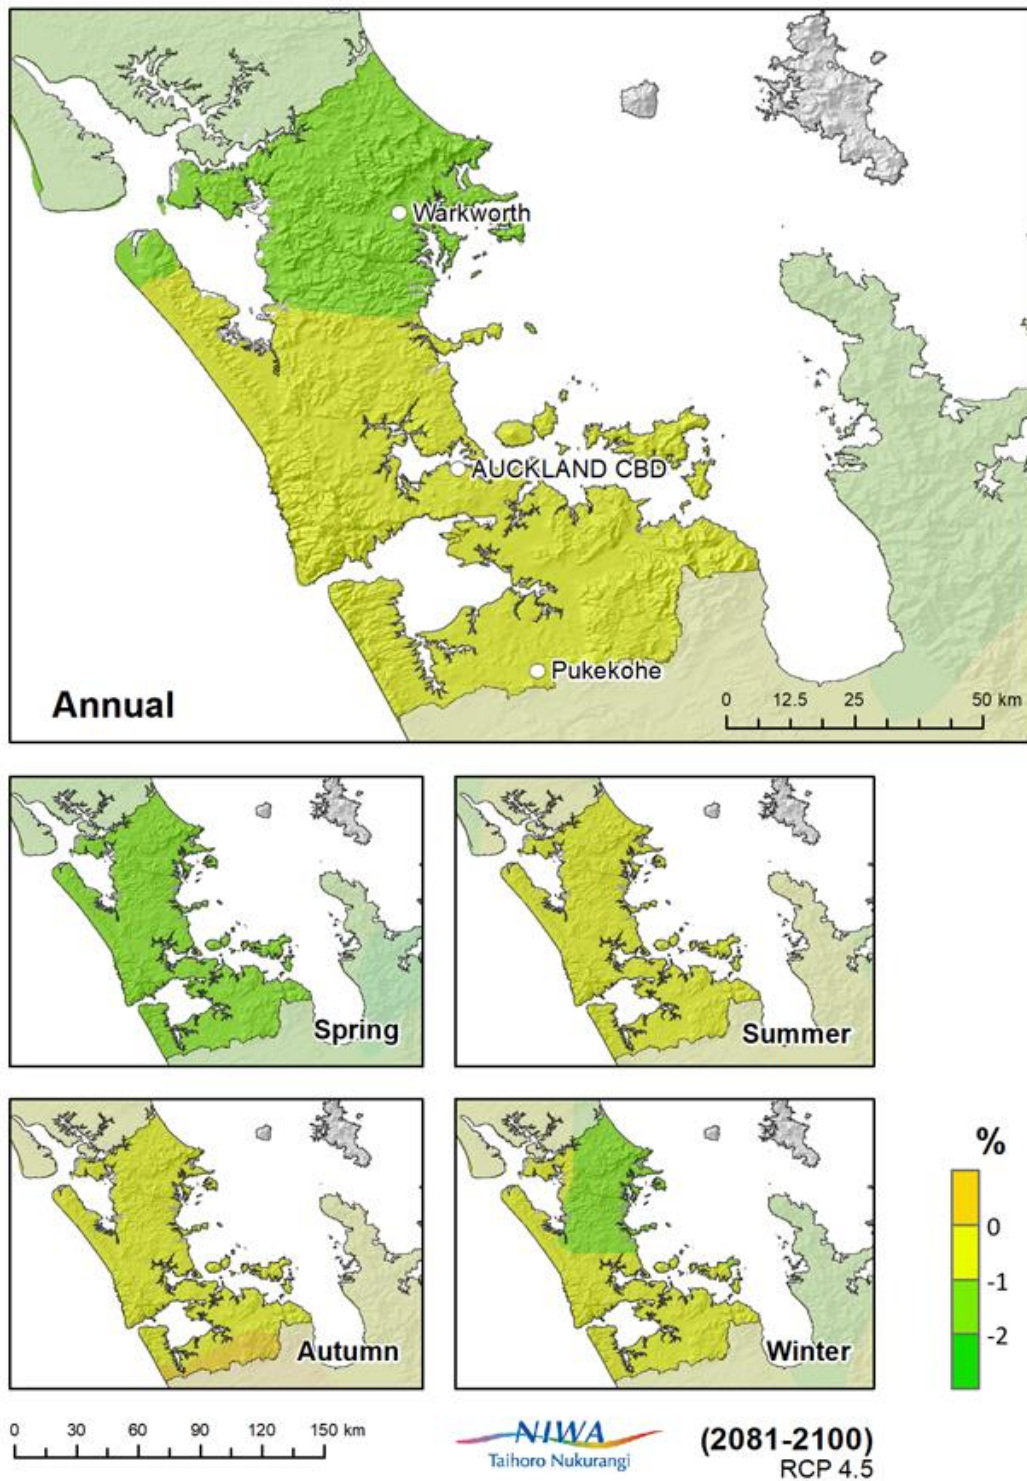 Warkworth
AUCKLAND CBD
Pukekohe
Annual
0 12.5 25 50 km
Spring
Summer
Autumn
Winter
%
0
-1
-2
0 30 60 90 120 150 km
NIWA
Taihoro Nukurangi
(2081-2100)
RCP 4.5